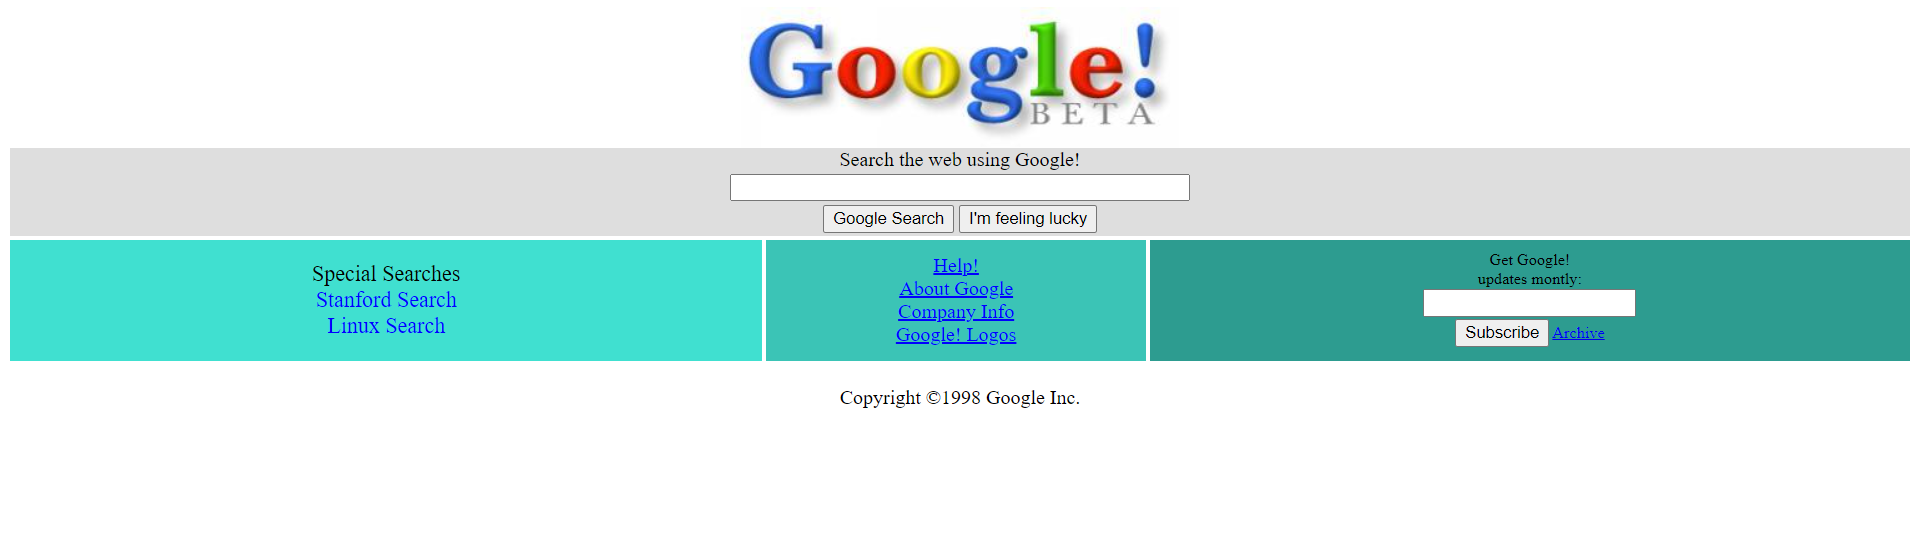 Google!
BETA
Search the web using Google!
Google Search I'm feeling lucky
Special Searches
Stanford Search
Linux Search
Help!
About Google
Company Info
Google! Logos
Get Google!
updates montly:
Subscribe Archive
Copyright ©1998 Google Inc.